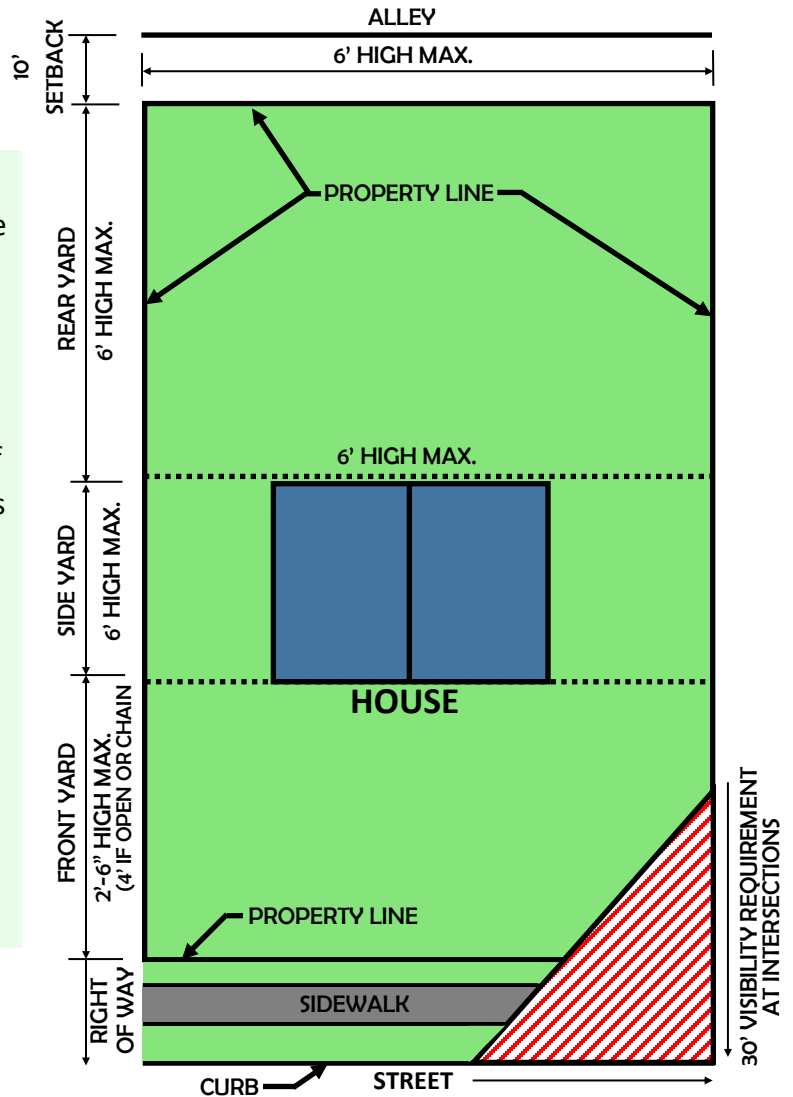 ALLEY
10’
SETBACK
6’ HIGH MAX.
PROPERTY LINE
REAR YARD
6’ HIGH MAX.
6’ HIGH MAX.
SIDE YARD
6’ HIGH MAX.
HOUSE
FRONT YARD
2’-6” HIGH MAX.
(4’ IF OPEN OR CHAIN
PROPERTY LINE
30’ VISIBILITY REQUIREMENT
AT INTERSECTIONS
RIGHT
OF WAY
SIDEWALK
CURB
STREET